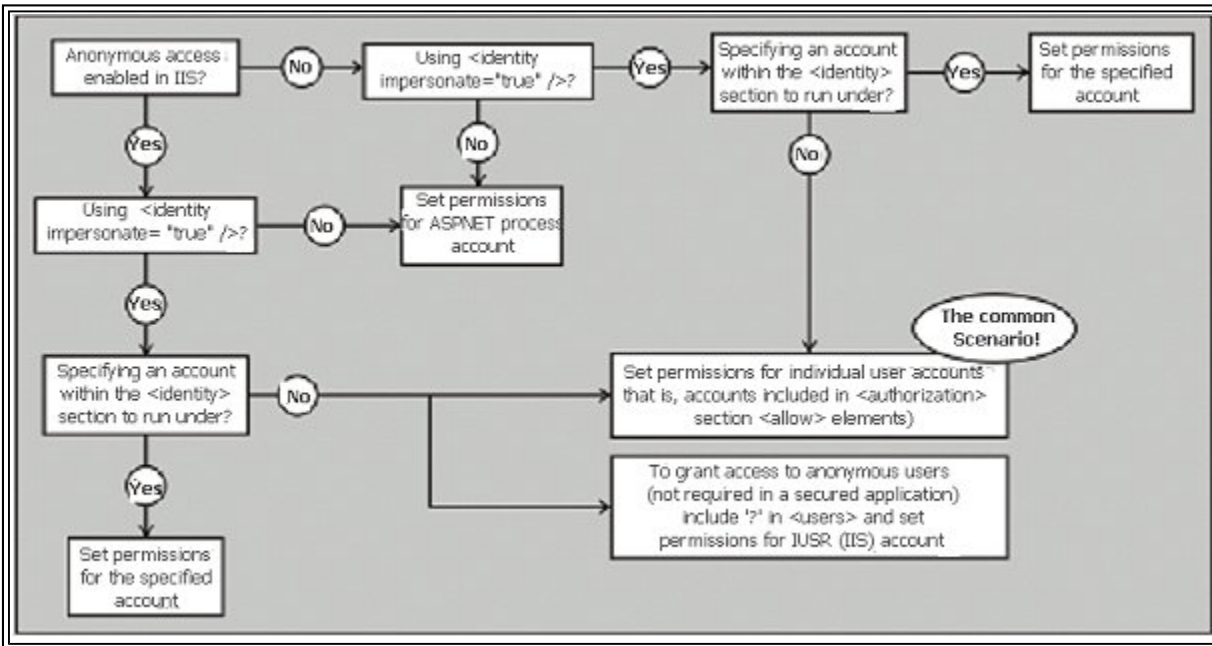 Anonymous access
enabled in IIS?
No
Using <identity
impersonate="true" />?
Yes
Specifying an account
within the <identity>
section to run under?
Yes
Set permissions
for the specified
account
Yes
No
No
Using <identity
impersonate= "true" />?
No
Set permissions
for ASPNET process
account
Yes
The common
Scenario!
Specifying an account
within the <identity>
section to run under?
No
Set permissions for individual user accounts
that is, accounts included in <authorization>
section <allow> elements)
Yes
To grant access to anonymous users
(not required in a secured application)
include '?' in <users> and set
permissions for IUSR (IIS) account
Set permissions
for the specified
account